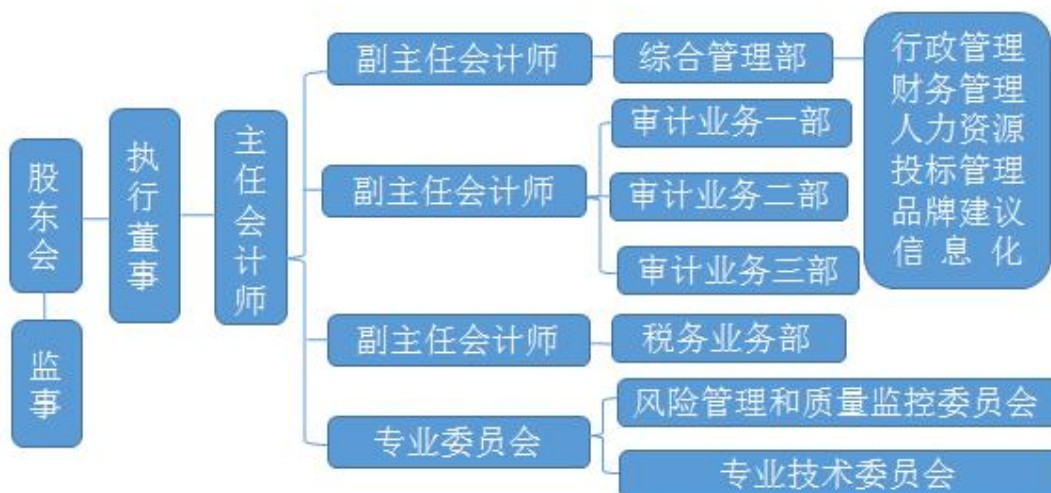 股东会
监事
执行董事
主任会计师
副主任会计师
综合管理部
行政管理
财务管理
人力资源
投标管理
品牌建议
信息化
副主任会计师
审计业务一部
审计业务二部
审计业务三部
副主任会计师
税务业务部
专业委员会
风险管理和质量监控委员会
专业技术委员会